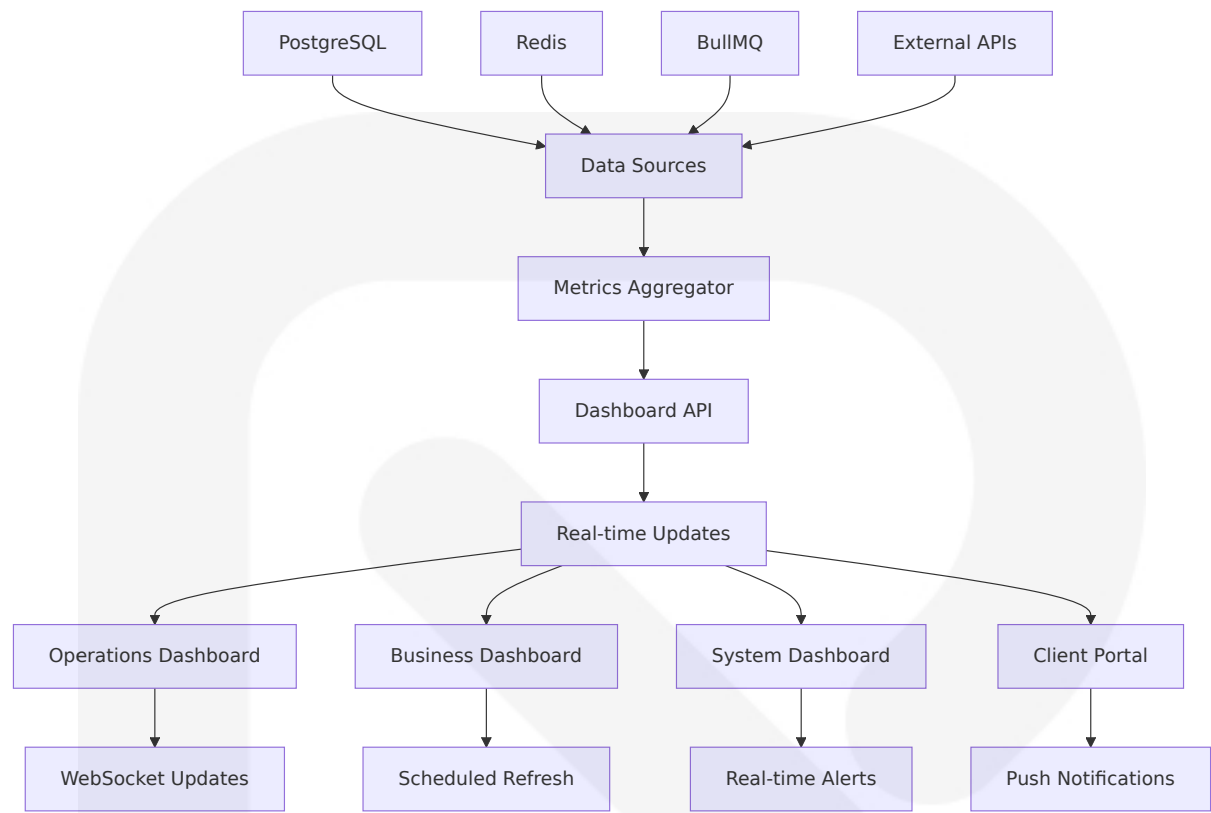 PostgreSQL
Redis
BullMQ
External APIs
Data Sources
Metrics Aggregator
Dashboard API
Real-time Updates
Operations Dashboard
Business Dashboard
System Dashboard
Client Portal
WebSocket Updates
Scheduled Refresh
Real-time Alerts
Push Notifications